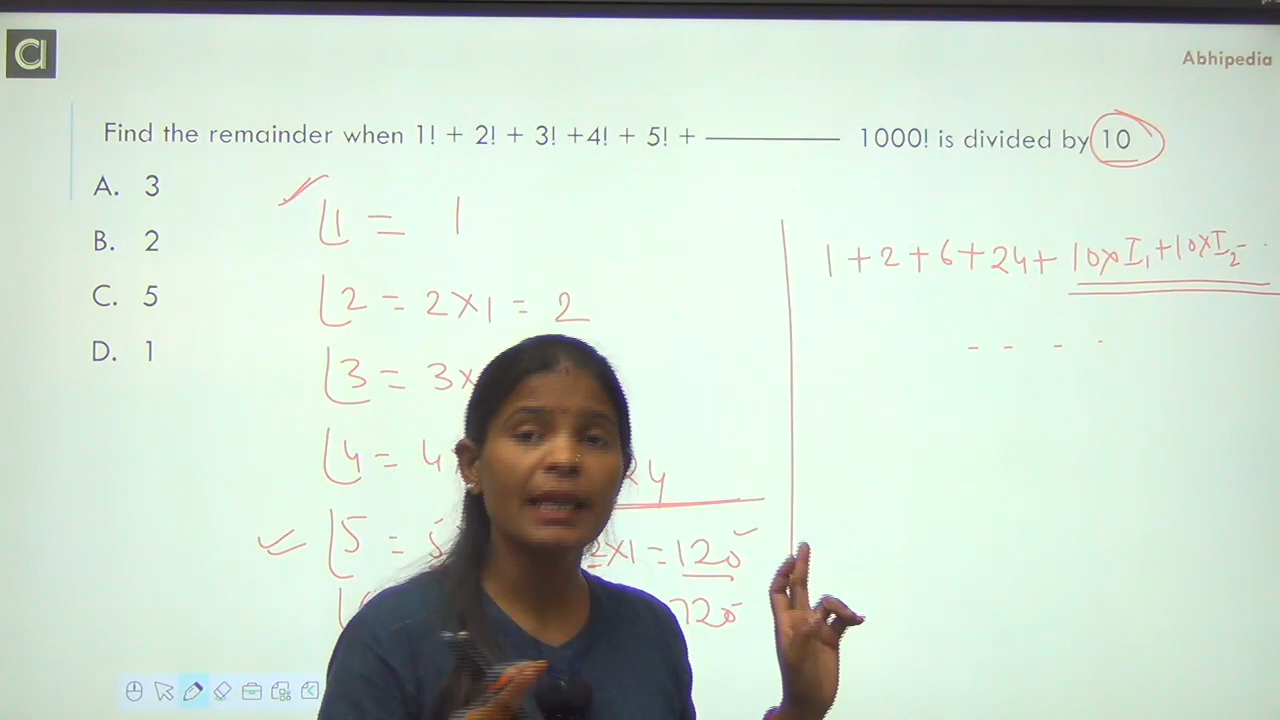 Abhipedia
Find the remainder when 1! + 2! + 3! +4! + 5! + ________ 1000! is divided by 10
A. 3
B. 2
C. 5
D. 1
1 = 1
2 = 2×1 = 2
3 = 3×
4 = 4×
×4
5 = 5
2×1 = 120
720
1 + 2 + 6 + 24 + 10×I₁ + 10×I₂ - .
- - - .